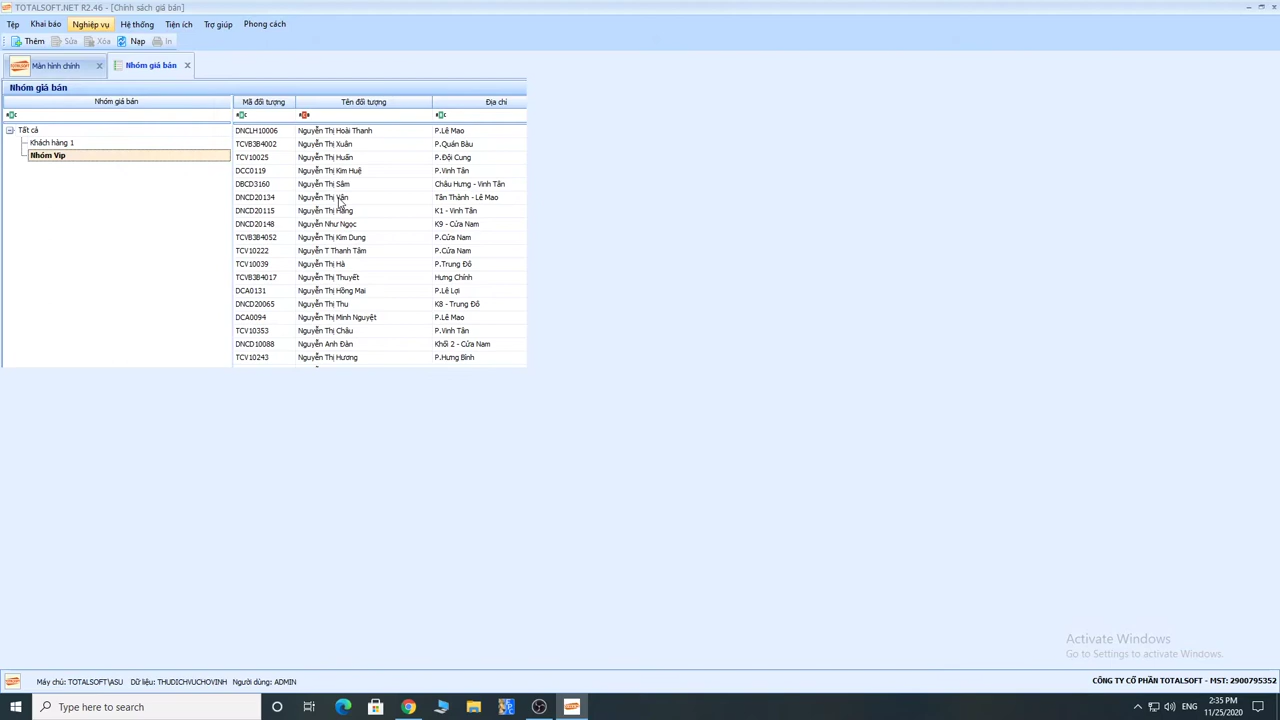 TOTALSOFT.NET R2.46 - [Chính sách giá bán]
Tệp Khai báo Nghiệp vụ Hệ thống Tiện ích Trợ giúp Phong cách
Thêm Sửa Xóa Nạp In
Màn hình chính Nhóm giá bán
Nhóm giá bán
Nhóm giá bán Mã đối tượng Tên đối tượng Địa chỉ
Tất cả
Khách hàng 1
Nhóm Vip
DNCLH10006 Nguyễn Thị Hoài Thanh P.Lê Mao
TCVB3B4002 Nguyễn Thị Xuân P.Quán Bàu
TCV10025 Nguyễn Thị Huấn P.Đội Cung
DCC0119 Nguyễn Thị Kim Huệ P.Vinh Tân
DBCD3160 Nguyễn Thị Sâm Châu Hưng - Vinh Tân
DNCD20134 Nguyễn Thị Vân Tân Thành - Lê Mao
DNCD20115 Nguyễn Thị Hằng K1 - Vinh Tân
DNCD20148 Nguyễn Như Ngọc K9 - Cửa Nam
TCVB3B4052 Nguyễn Thị Kim Dung P.Cửa Nam
TCV10222 Nguyễn T Thanh Tâm P.Cửa Nam
TCV10039 Nguyễn Thị Hà P.Trung Đô
TCVB3B4017 Nguyễn Thị Thuyết Hưng Chính
DCA0131 Nguyễn Thị Hồng Mai P.Lê Lợi
DNCD20065 Nguyễn Thị Thu K8 - Trung Đô
DCA0094 Nguyễn Thị Minh Nguyệt P.Lê Mao
TCV10353 Nguyễn Thị Châu P.Vinh Tân
DNCD10088 Nguyễn Anh Đàn Khối 2 - Cửa Nam
TCV10243 Nguyễn Thị Hương P.Hưng Bình
Activate Windows
Go to Settings to activate Windows.
Máy chủ: TOTALSOFT\ASU Dữ liệu: THUDICHVUCHOVINH Người dùng: ADMIN CÔNG TY CỔ PHẦN TOTALSOFT - MST: 2900795352
Type here to search ENG 2:35 PM
11/25/2020